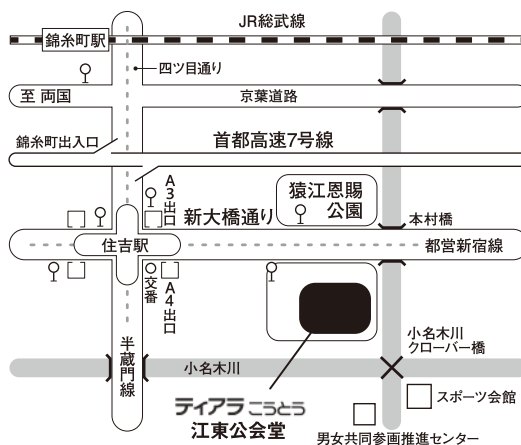 JR総武線
錦糸町駅
四ツ目通り
至 両国
京葉道路
錦糸町出入口
首都高速7号線
A3出口
新大橋通り
猿江恩賜
公園
本村橋
住吉駅
都営新宿線
交番
A4出口
半蔵門線
小名木川
小名木川
クローバー橋
ティアラこうとう
江東公会堂
スポーツ会館
男女共同参画推進センター